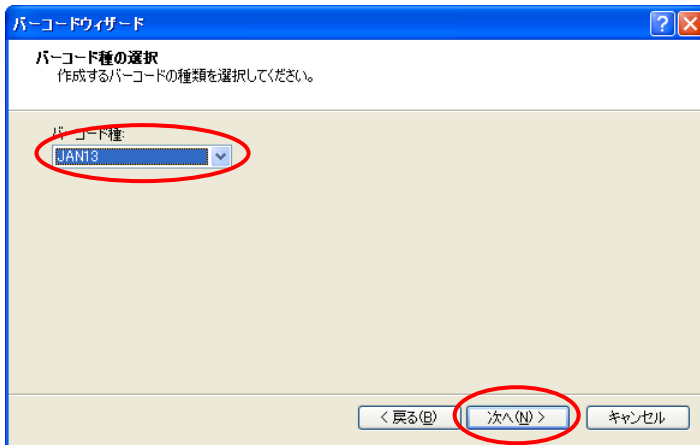 バーコードウィザード
バーコード種の選択
作成するバーコードの種類を選択してください。
バーコード種:
JAN13
< 戻る(B)
次へ(N) >
キャンセル